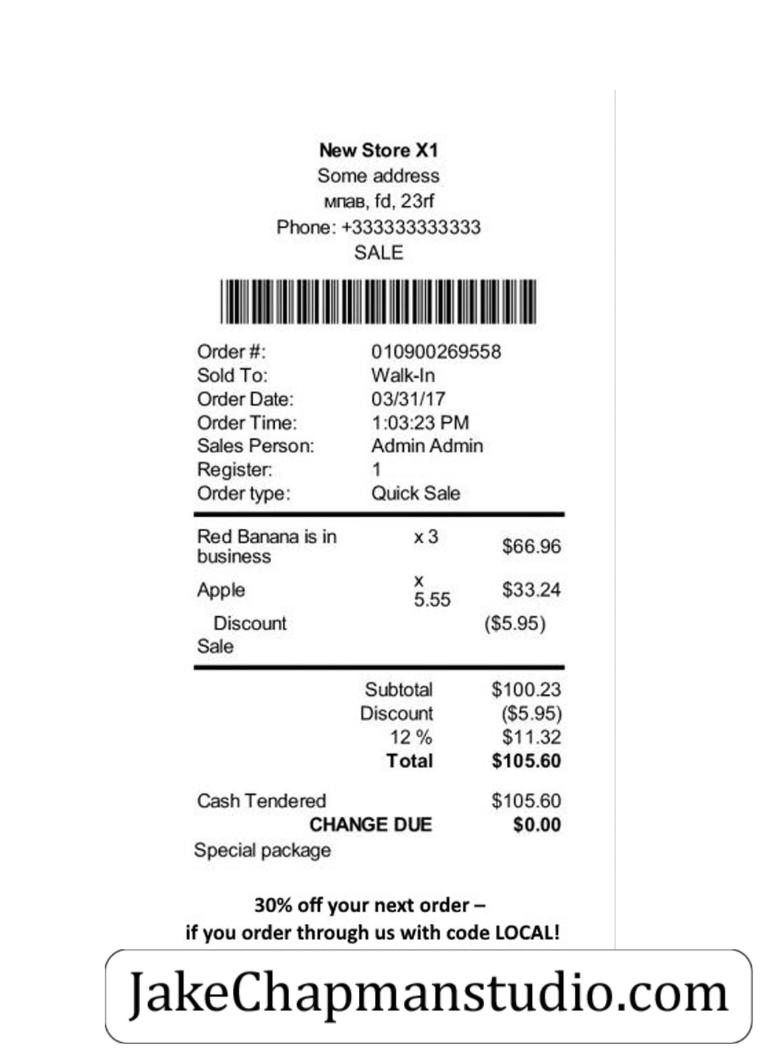 New Store X1
Some address
мпав, fd, 23rf
Phone: +333333333333
SALE
Order #: 010900269558
Sold To: Walk-In
Order Date: 03/31/17
Order Time: 1:03:23 PM
Sales Person: Admin Admin
Register: 1
Order type: Quick Sale
Red Banana is in business x 3 $66.96
Apple x 5.55 $33.24
Discount ($5.95)
Sale
Subtotal $100.23
Discount ($5.95)
12 % $11.32
Total $105.60
Cash Tendered $105.60
CHANGE DUE $0.00
Special package
30% off your next order –
if you order through us with code LOCAL!
JakeChapmanstudio.com